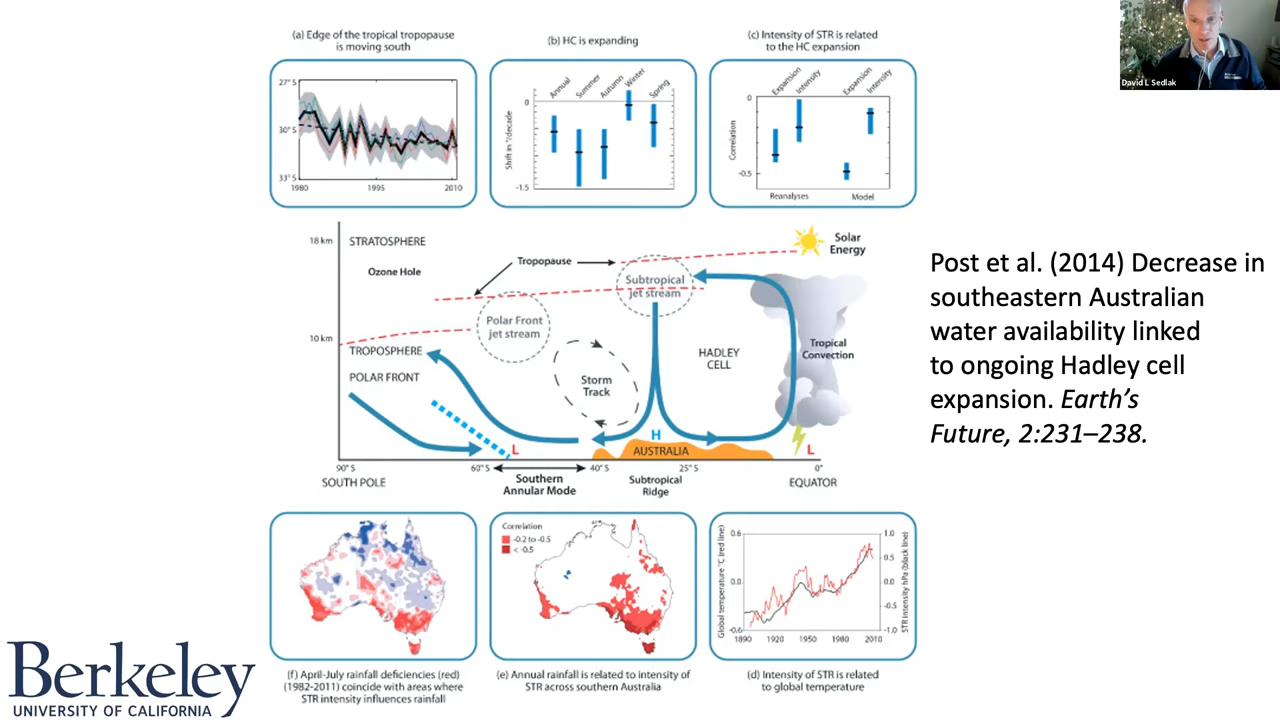 David L Sedlak
(a) Edge of the tropical tropopause
is moving south
27° S
30° S
33° S
1980
1995
2010
(b) HC is expanding
Annual
Summer
Autumn
Winter
Spring
Shift in °/decade
0
-1.5
(c) Intensity of STR is related
to the HC expansion
Expansion
Intensity
Expansion
Intensity
Correlation
0
-0.5
Reanalyses
Model
18 km
STRATOSPHERE
Ozone Hole
Tropopause
Solar
Energy
Subtropical
jet stream
Polar Front
jet stream
10 km
TROPOSPHERE
POLAR FRONT
Storm
Track
HADLEY
CELL
Tropical
Convection
L
H
AUSTRALIA
L
90° S
60° S
40° S
25° S
0°
SOUTH POLE
Southern
Annular Mode
Subtropical
Ridge
EQUATOR
Post et al. (2014) Decrease in
southeastern Australian
water availability linked
to ongoing Hadley cell
expansion. Earth’s
Future, 2:231–238.
(f) April-July rainfall deficiencies (red)
(1982-2011) coincide with areas where
STR intensity influences rainfall
Correlation
-0.2 to -0.5
< -0.5
(e) Annual rainfall is related to intensity of
STR across southern Australia
Global temperature °C (red line)
0.6
0.0
-0.6
1.0
0.5
0.0
-0.5
-1.0
STR intensity hPa (black line)
1890
1920
1950
1980
2010
(d) Intensity of STR is related
to global temperature
Berkeley
UNIVERSITY OF CALIFORNIA